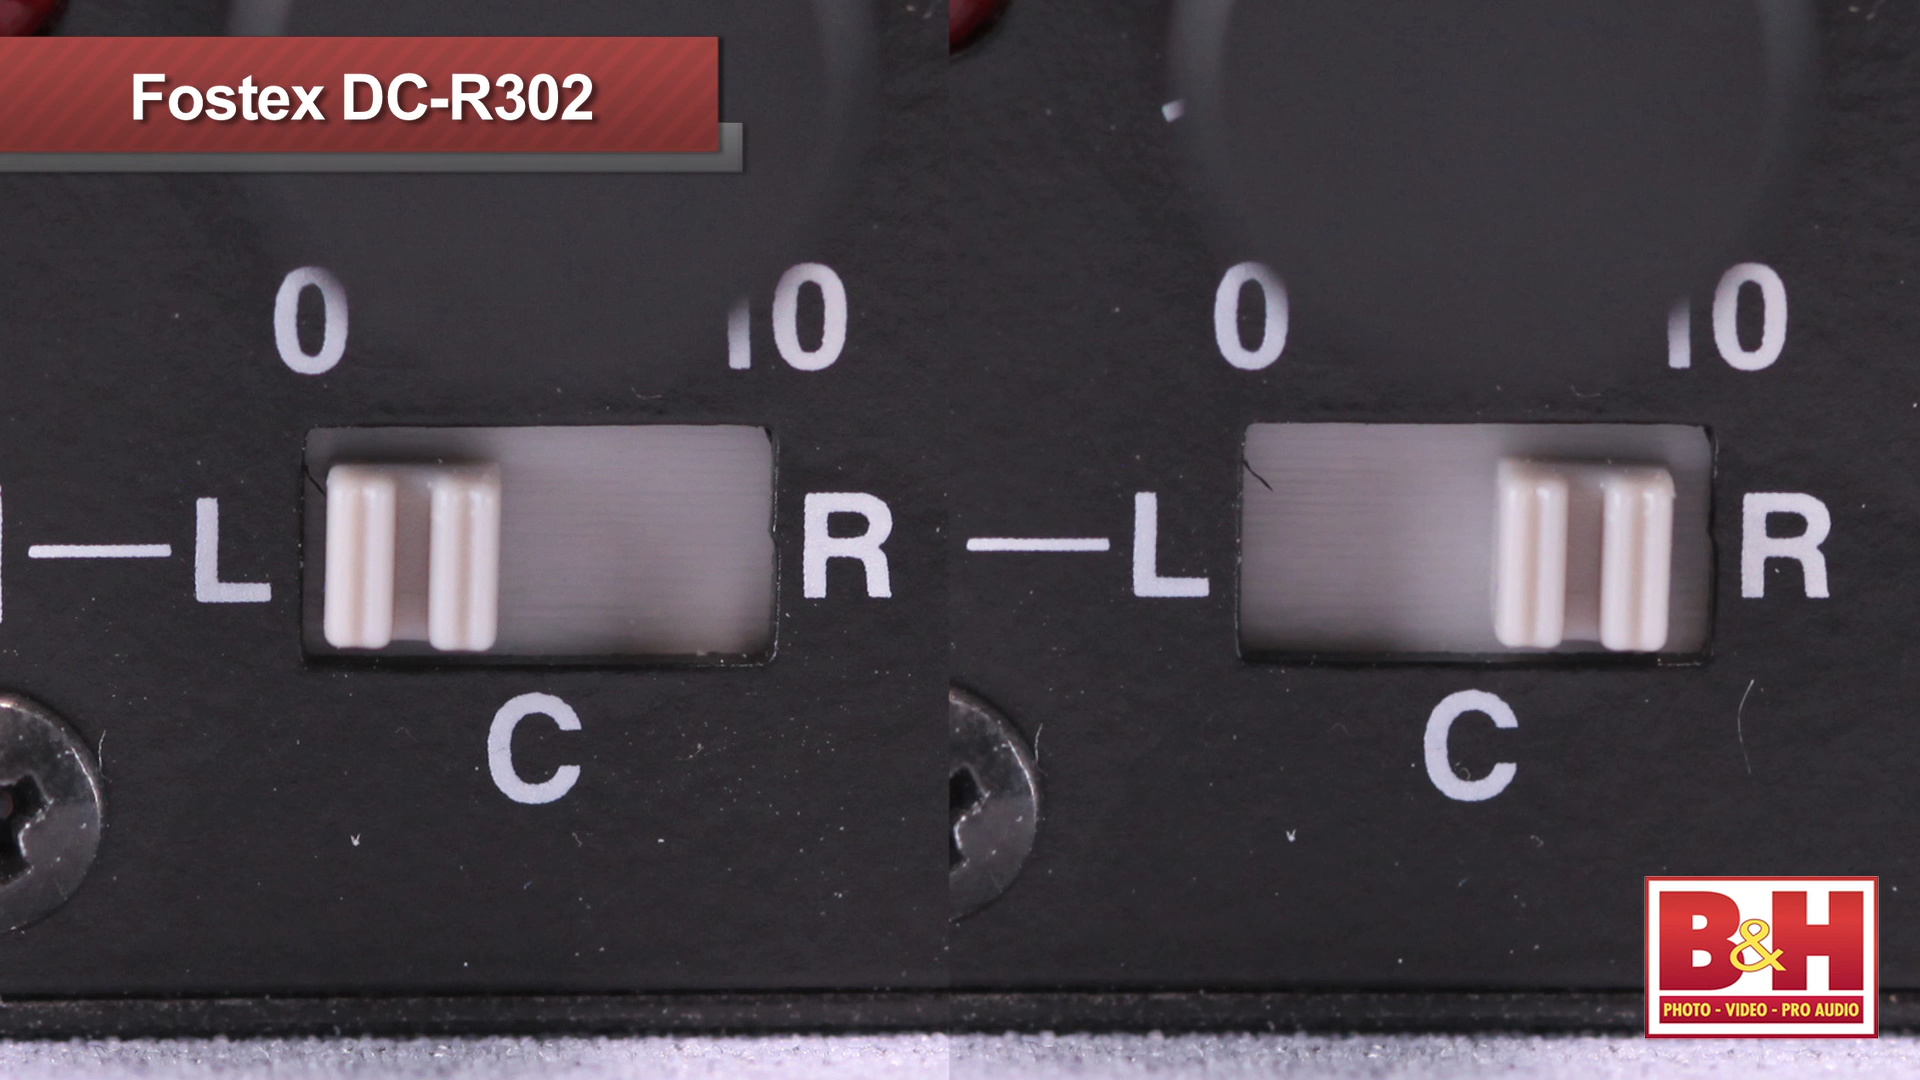 Fostex DC-R302
0 10
0 10
L R
L R
C
C
B&H
PHOTO - VIDEO - PRO AUDIO